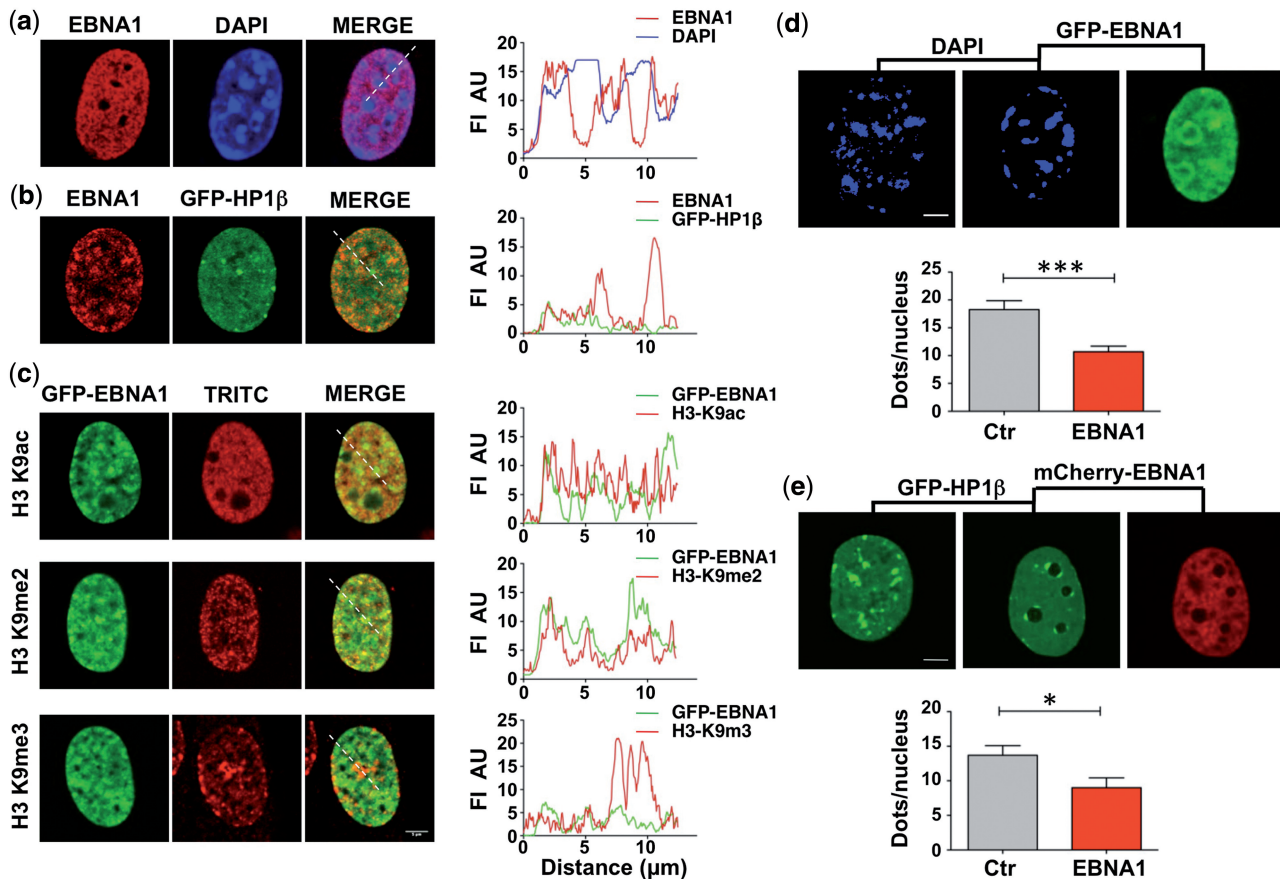 (a)
EBNA1 DAPI MERGE
EBNA1
DAPI
FI AU
20
15
10
5
0
0 5 10
(b)
EBNA1 GFP-HP1β MERGE
EBNA1
GFP-HP1β
FI AU
20
15
10
5
0
0 5 10
(c)
GFP-EBNA1 TRITC MERGE
H3 K9ac
GFP-EBNA1
H3-K9ac
FI AU
20
15
10
5
0
0 5 10
H3 K9me2
GFP-EBNA1
H3-K9me2
FI AU
20
15
10
5
0
0 5 10
H3 K9me3
5 µm
GFP-EBNA1
H3-K9m3
FI AU
25
20
15
10
5
0
0 5 10
Distance (µm)
(d)
DAPI GFP-EBNA1
***
Dots/nucleus
25
20
15
10
5
0
Ctr EBNA1
(e)
GFP-HP1β mCherry-EBNA1
*
Dots/nucleus
20
15
10
5
0
Ctr EBNA1